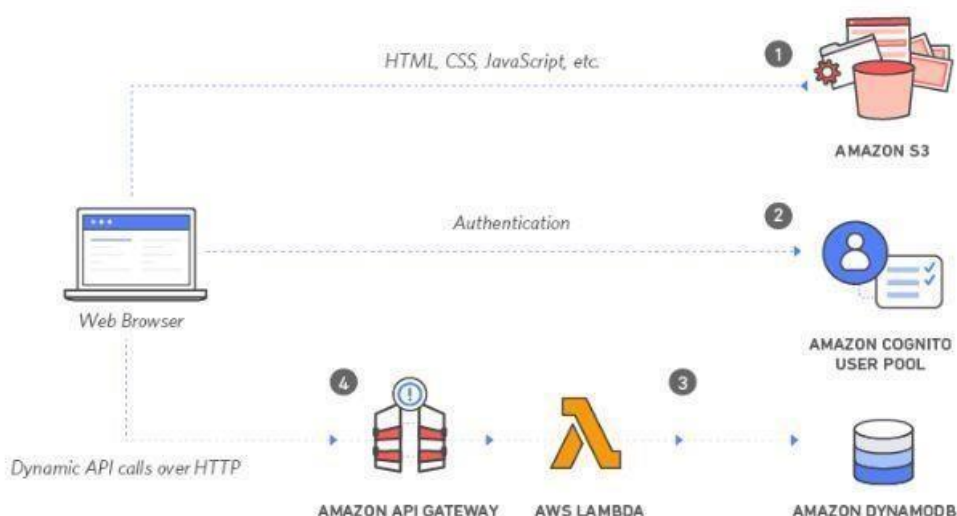 HTML, CSS, JavaScript, etc.
1
AMAZON S3
Authentication
2
Web Browser
AMAZON COGNITO
USER POOL
4
3
Dynamic API calls over HTTP
AMAZON API GATEWAY
AWS LAMBDA
AMAZON DYNAMODB